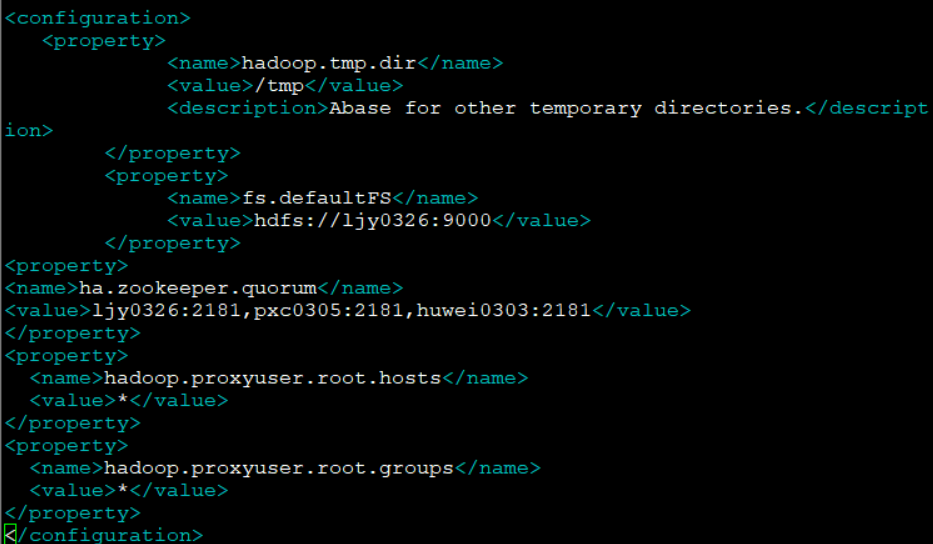 <configuration>
<property>
<name>hadoop.tmp.dir</name>
<value>/tmp</value>
<description>Abase for other temporary directories.</descript
ion>
</property>
<property>
<name>fs.defaultFS</name>
<value>hdfs://ljy0326:9000</value>
</property>
<property>
<name>ha.zookeeper.quorum</name>
<value>ljy0326:2181,pxc0305:2181,huwei0303:2181</value>
</property>
<property>
<name>hadoop.proxyuser.root.hosts</name>
<value>*</value>
</property>
<property>
<name>hadoop.proxyuser.root.groups</name>
<value>*</value>
</property>
</configuration>